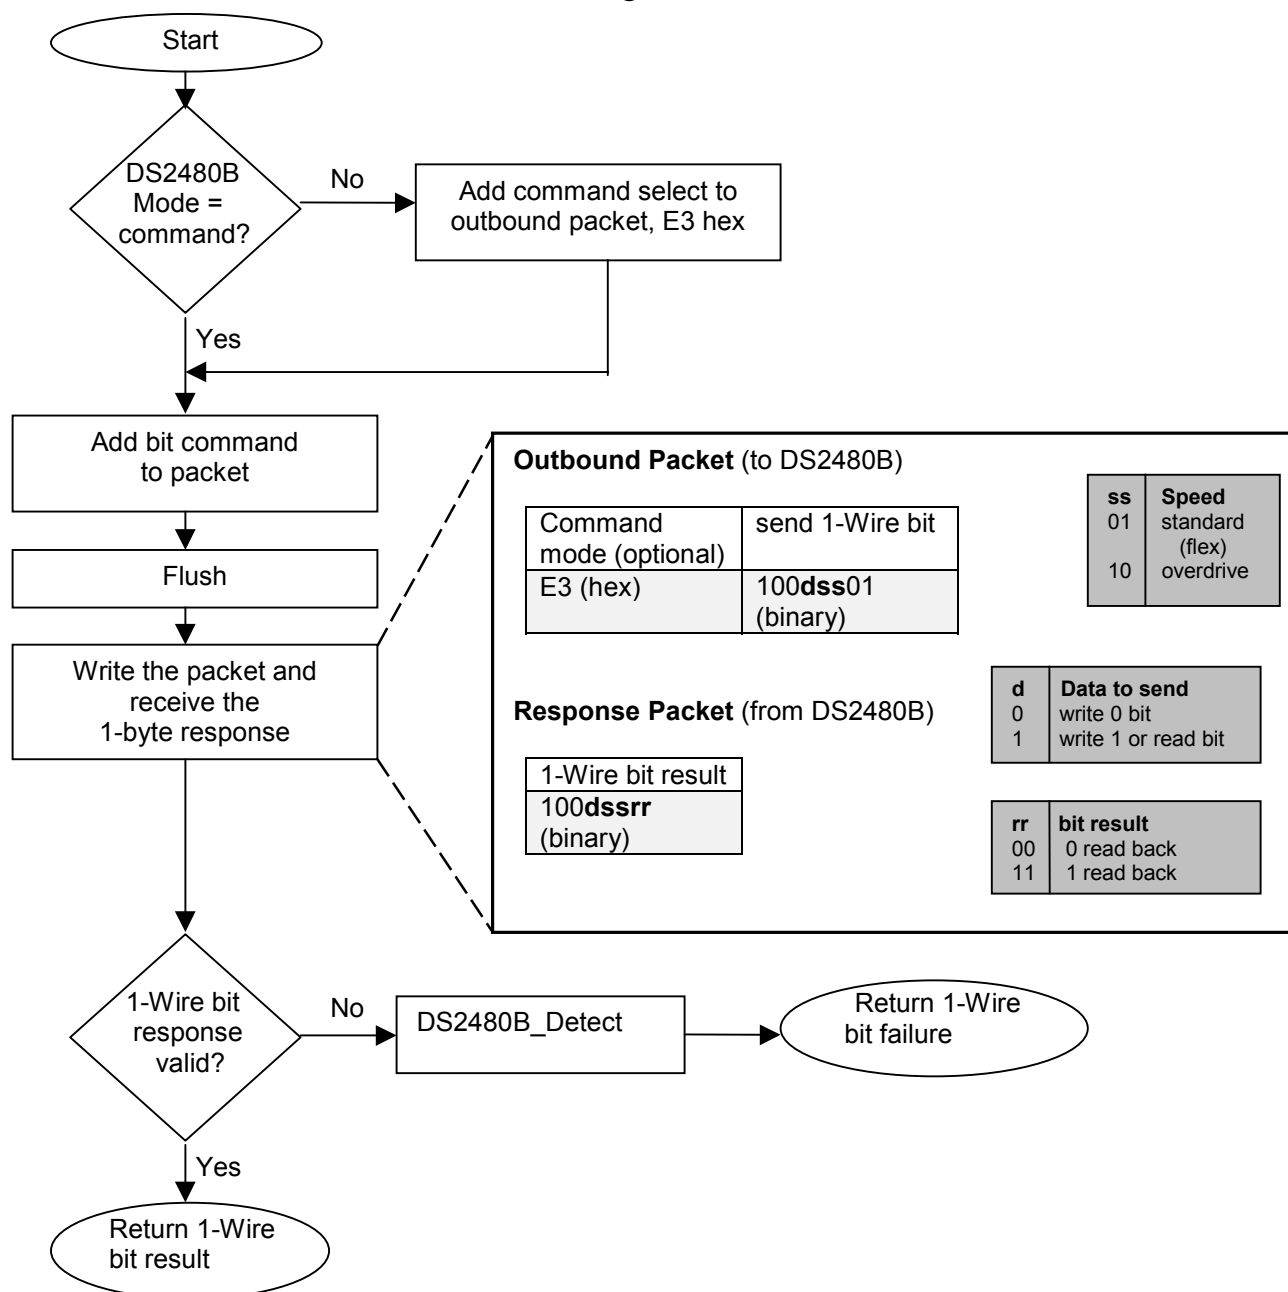 Start
DS2480B
Mode =
command?
No
Add command select to
outbound packet, E3 hex
Yes
Add bit command
to packet
Flush
Write the packet and
receive the
1-byte response
Outbound Packet (to DS2480B)
Command
mode (optional)
send 1-Wire bit
E3 (hex)
100dss01
(binary)
ss Speed
01 standard
(flex)
10 overdrive
d Data to send
0 write 0 bit
1 write 1 or read bit
Response Packet (from DS2480B)
1-Wire bit result
100dssrr
(binary)
rr bit result
00 0 read back
11 1 read back
1-Wire bit
response
valid?
No
DS2480B_Detect
Return 1-Wire
bit failure
Yes
Return 1-Wire
bit result